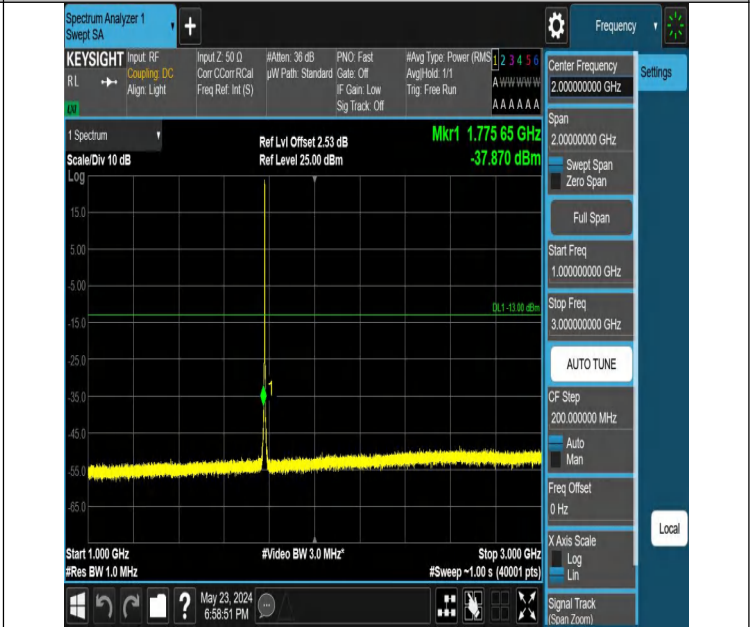 Spectrum Analyzer 1
Swept SA
+
Frequency
KEYSIGHT
RL
LXI
Input: RF
Coupling: DC
Align: Light
Input Z: 50 Ω
Corr CCorr RCal
Freq Ref: Int (S)
#Atten: 36 dB
µW Path: Standard
PNO: Fast
Gate: Off
IF Gain: Low
Sig Track: Off
#Avg Type: Power (RMS
Avg|Hold: 1/1
Trig: Free Run
1 2 3 4 5 6
A W W W W W
A A A A A A
Center Frequency
2.000000000 GHz
Settings
Span
2.00000000 GHz
Swept Span
Zero Span
Full Span
Start Freq
1.000000000 GHz
Stop Freq
3.000000000 GHz
AUTO TUNE
CF Step
200.000000 MHz
Auto
Man
Freq Offset
0 Hz
X Axis Scale
Log
Lin
Signal Track
(Span Zoom)
Local
1 Spectrum
Scale/Div 10 dB
Log
Ref Lvl Offset 2.53 dB
Ref Level 25.00 dBm
Mkr1 1.775 65 GHz
-37.870 dBm
15.0
5.00
-5.00
-15.0
-25.0
-35.0
-45.0
-55.0
-65.0
DL1 -13.00 dBm
1
Start 1.000 GHz
#Res BW 1.0 MHz
#Video BW 3.0 MHz*
Stop 3.000 GHz
#Sweep ~1.00 s (40001 pts)
?
May 23, 2024
6:58:51 PM